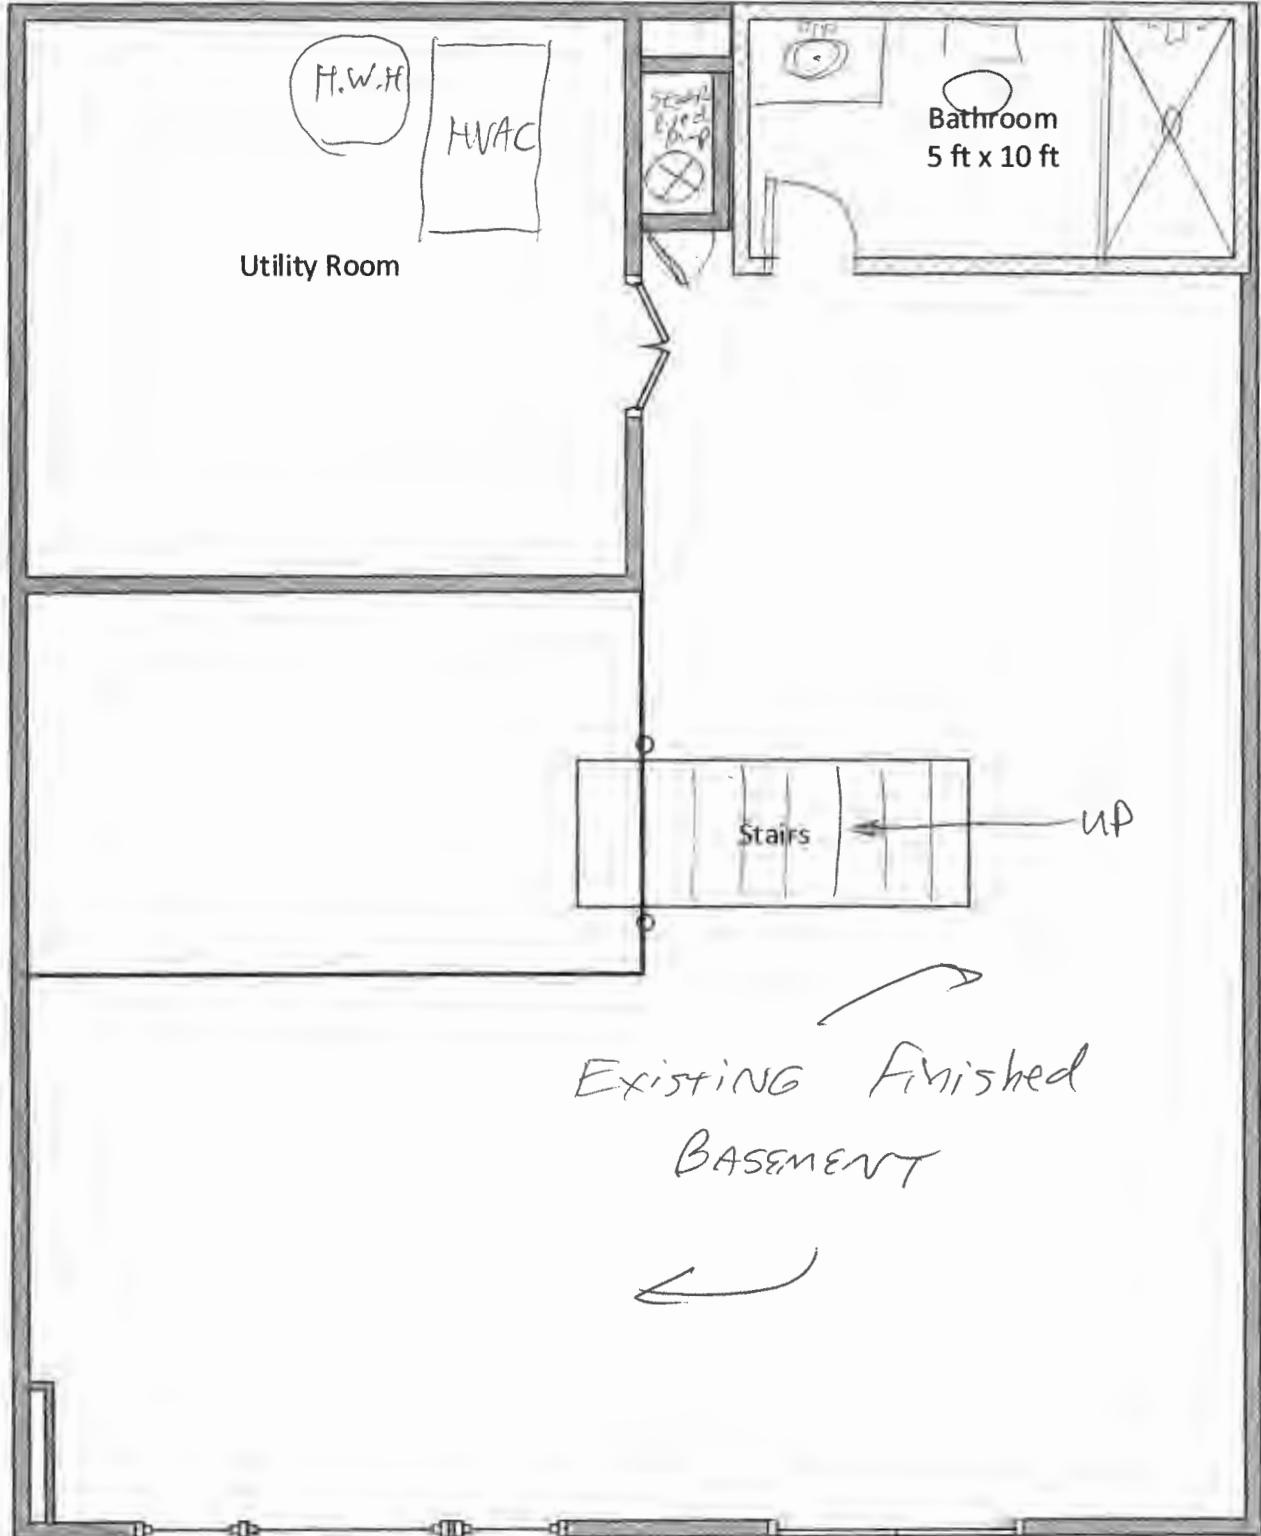 H.W.H
HVAC
Utility Room
Bathroom
5 ft x 10 ft
Stairs
UP
ExistiNG Finished
BASEMENT